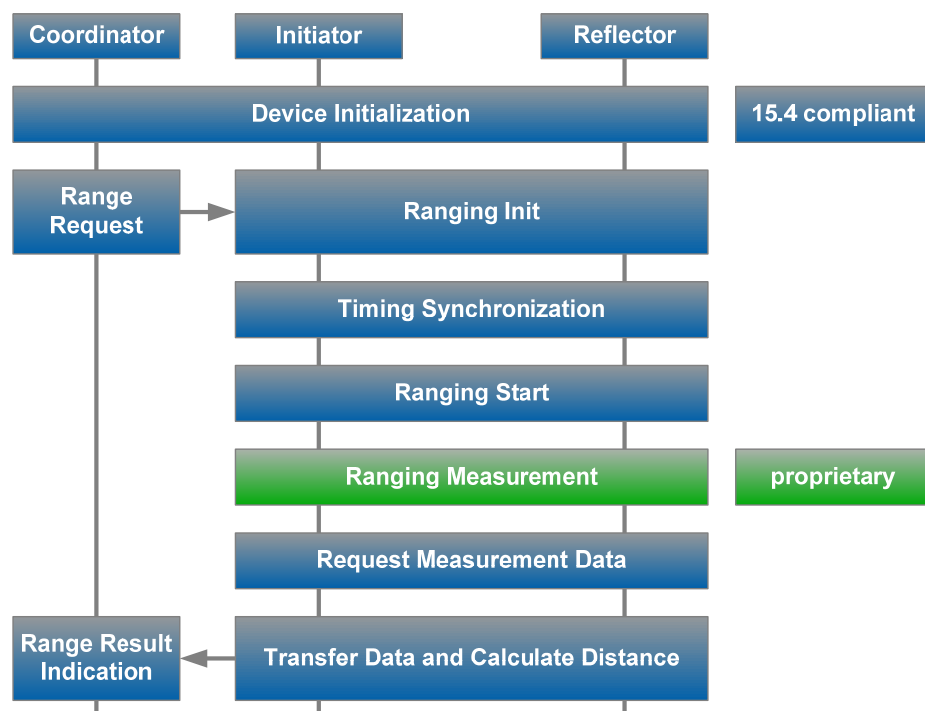 Coordinator
Initiator
Reflector
Device Initialization
15.4 compliant
Range
Request
Ranging Init
Timing Synchronization
Ranging Start
Ranging Measurement
proprietary
Request Measurement Data
Range Result
Indication
Transfer Data and Calculate Distance